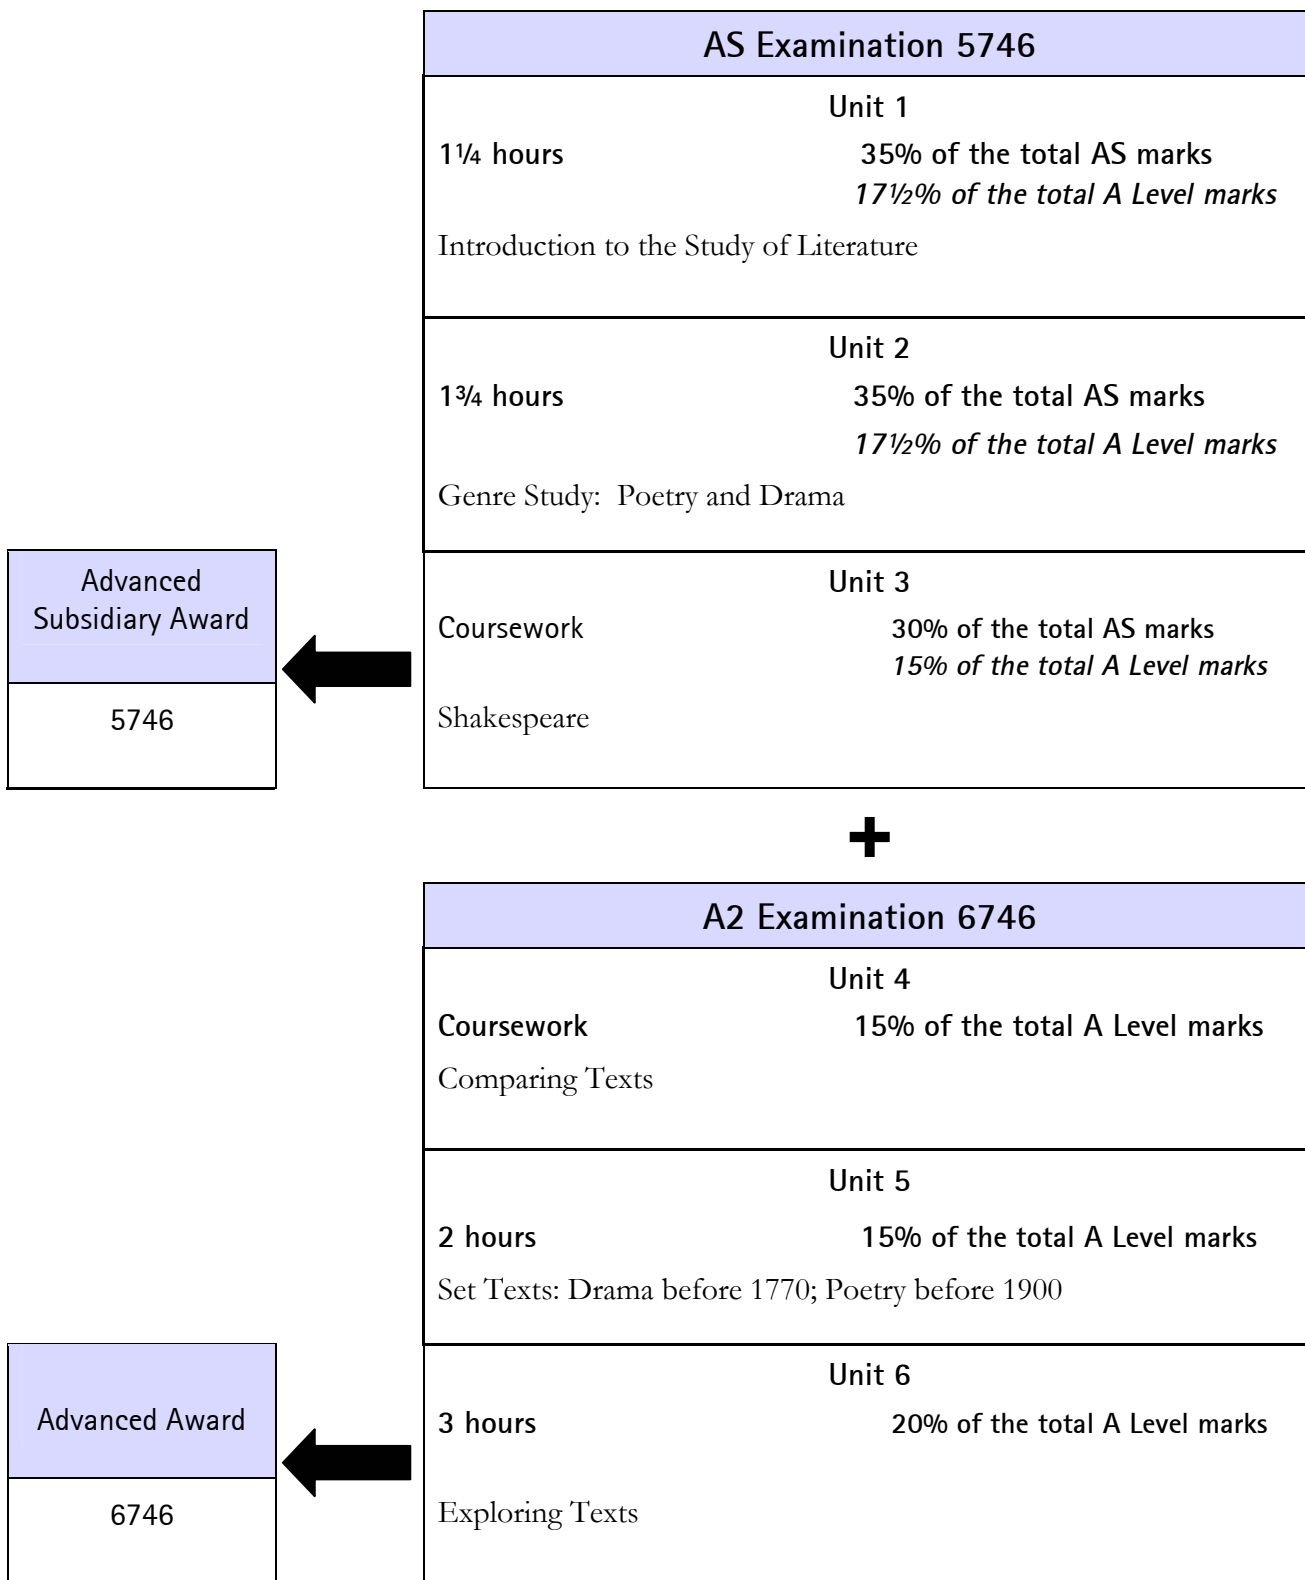 AS Examination 5746
Unit 1
1¼ hours 35% of the total AS marks
17½% of the total A Level marks
Introduction to the Study of Literature
Unit 2
1¾ hours 35% of the total AS marks
17½% of the total A Level marks
Genre Study: Poetry and Drama
Advanced
Subsidiary Award
5746
Unit 3
Coursework 30% of the total AS marks
15% of the total A Level marks
Shakespeare
+
A2 Examination 6746
Unit 4
Coursework 15% of the total A Level marks
Comparing Texts
Unit 5
2 hours 15% of the total A Level marks
Set Texts: Drama before 1770; Poetry before 1900
Advanced Award
6746
Unit 6
3 hours 20% of the total A Level marks
Exploring Texts